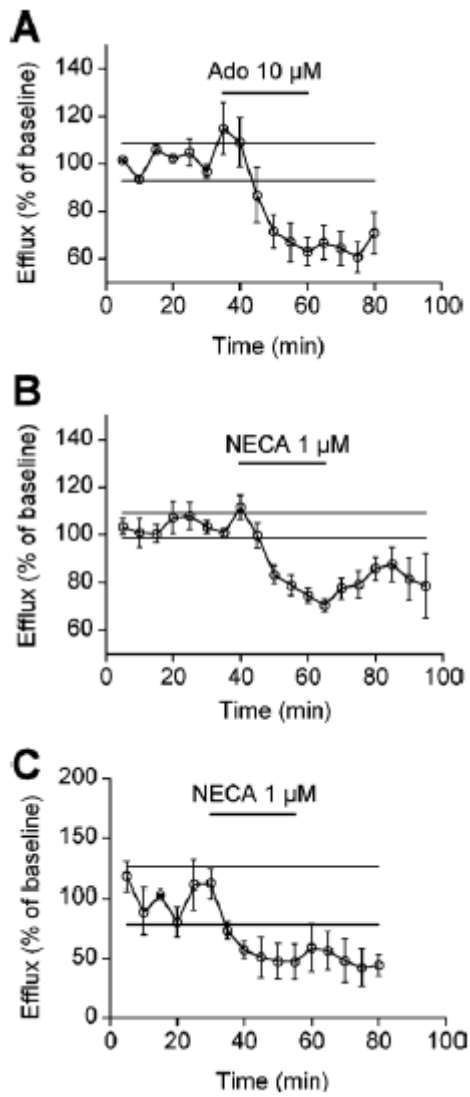 A
Ado 10 μM
Efflux (% of baseline)
140
120
100
80
60
0 20 40 60 80 100
Time (min)
B
NECA 1 μM
Efflux (% of baseline)
140
120
100
80
60
0 20 40 60 80 100
Time (min)
C
NECA 1 μM
Efflux (% of baseline)
200
150
100
50
0
0 20 40 60 80 100
Time (min)